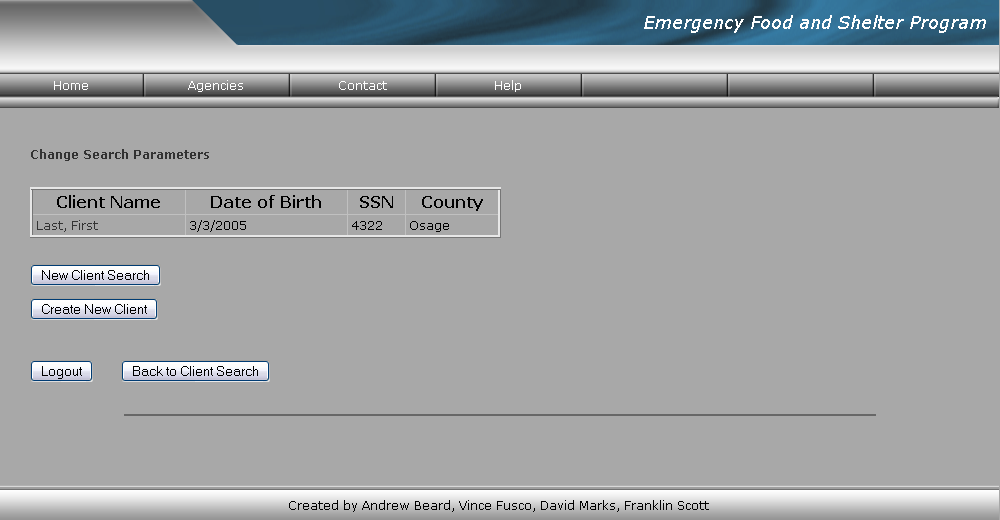 Emergency Food and Shelter Program
Home Agencies Contact Help
Change Search Parameters
Client Name Date of Birth SSN County
Last, First 3/3/2005 4322 Osage
New Client Search
Create New Client
Logout Back to Client Search
Created by Andrew Beard, Vince Fusco, David Marks, Franklin Scott